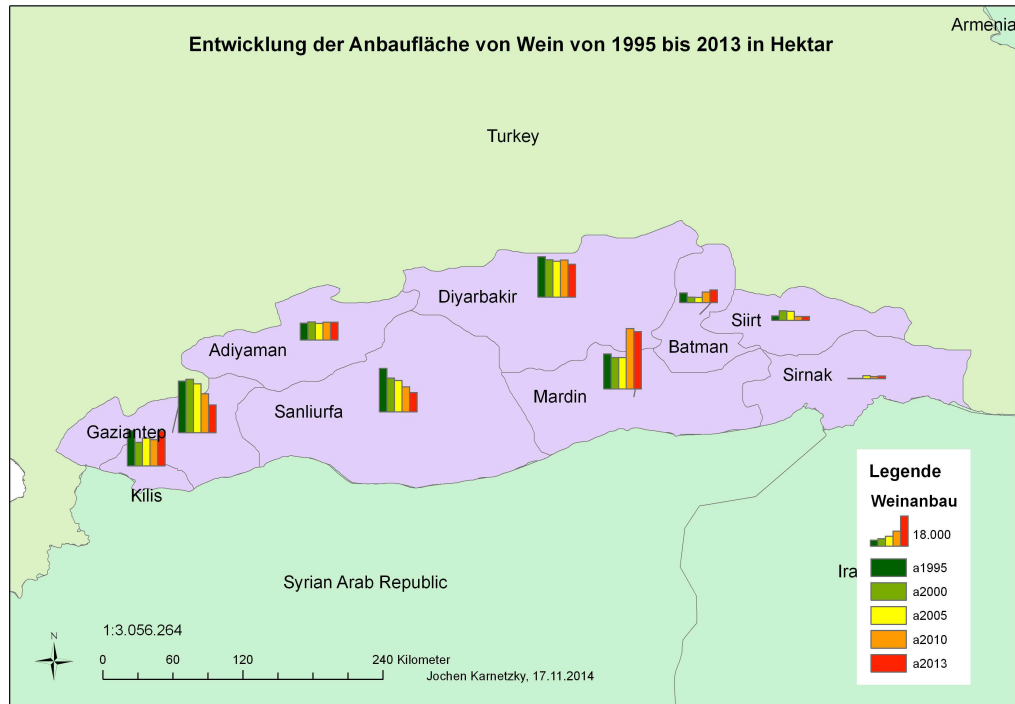 Armenia
Entwicklung der Anbaufläche von Wein von 1995 bis 2013 in Hektar
Turkey
Diyarbakir
Siirt
Adiyaman
Batman
Sirnak
Mardin
Sanliurfa
Gaziantep
Kilis
Legende
Weinanbau
18.000
a1995
Ira
Syrian Arab Republic
a2000
a2005
N
1:3.056.264
a2010
0 60 120 240 Kilometer
a2013
Jochen Karnetzky, 17.11.2014